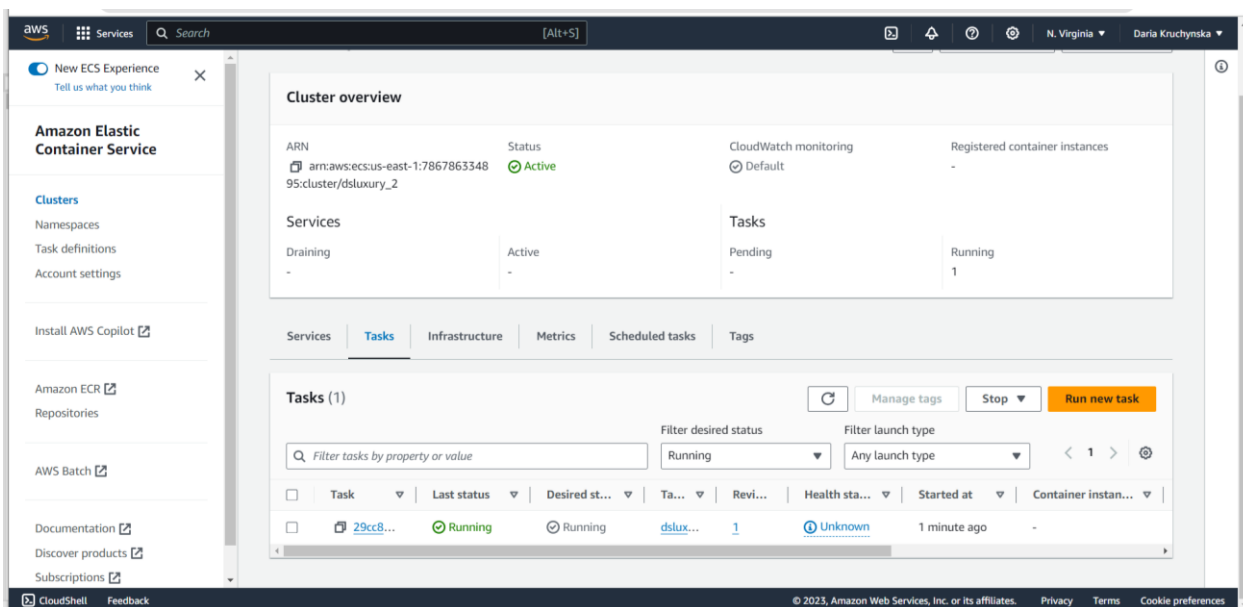 aws Services Search [Alt+S] N. Virginia ▼ Daria Kruchynska ▼
New ECS Experience
Tell us what you think
Amazon Elastic
Container Service
Clusters
Namespaces
Task definitions
Account settings
Install AWS Copilot
Amazon ECR
Repositories
AWS Batch
Documentation
Discover products
Subscriptions
Cluster overview
ARN Status CloudWatch monitoring Registered container instances
arn:aws:ecs:us-east-1:7867863348 Active Default -
95:cluster/dsluxury_2
Services Tasks
Draining Active Pending Running
- - - 1
Services Tasks Infrastructure Metrics Scheduled tasks Tags
Tasks (1) Manage tags Stop ▼ Run new task
Filter desired status Filter launch type
Filter tasks by property or value Running ▼ Any launch type ▼ < 1 >
Task Last status Desired st... Ta... Revi... Health sta... Started at Container instan...
29cc8... Running Running dslux... 1 Unknown 1 minute ago -
CloudShell Feedback © 2023, Amazon Web Services, Inc. or its affiliates. Privacy Terms Cookie preferences